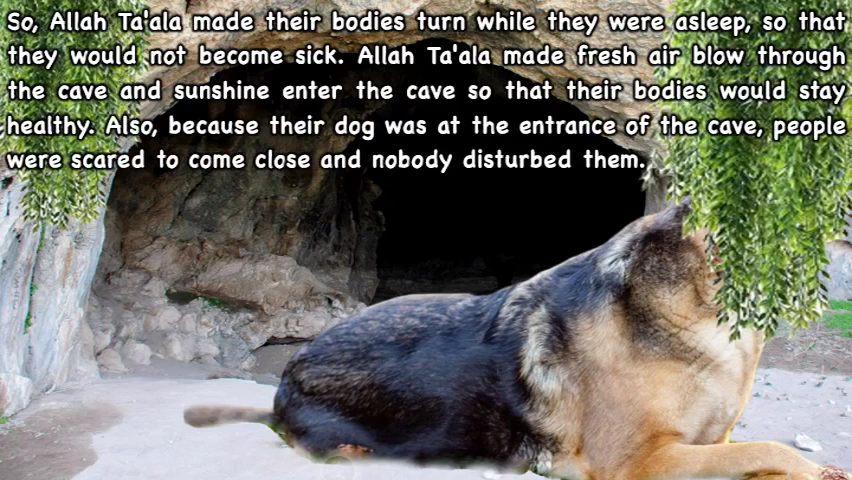 So, Allah Ta'ala made their bodies turn while they were asleep, so that
they would not become sick. Allah Ta'ala made fresh air blow through
the cave and sunshine enter the cave so that their bodies would stay
healthy. Also, because their dog was at the entrance of the cave, people
were scared to come close and nobody disturbed them.